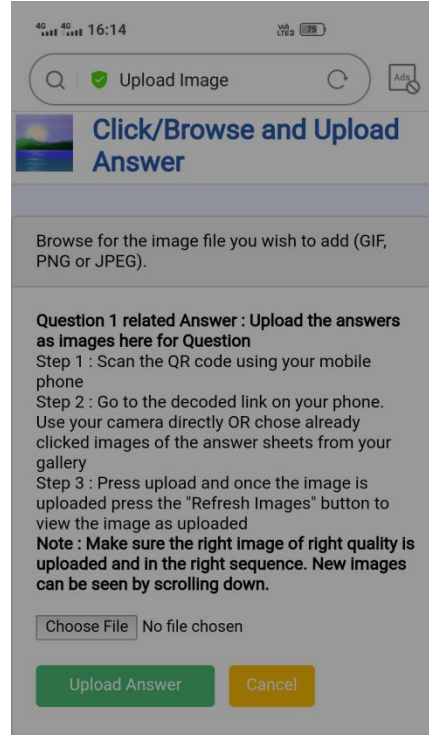 4G 4G 16:14 Vo) LTE2 75
Upload Image Ads
Click/Browse and Upload
Answer
Browse for the image file you wish to add (GIF,
PNG or JPEG).
Question 1 related Answer : Upload the answers
as images here for Question
Step 1 : Scan the QR code using your mobile
phone
Step 2 : Go to the decoded link on your phone.
Use your camera directly OR chose already
clicked images of the answer sheets from your
gallery
Step 3 : Press upload and once the image is
uploaded press the "Refresh Images" button to
view the image as uploaded
Note : Make sure the right image of right quality is
uploaded and in the right sequence. New images
can be seen by scrolling down.
Choose File No file chosen
Upload Answer Cancel